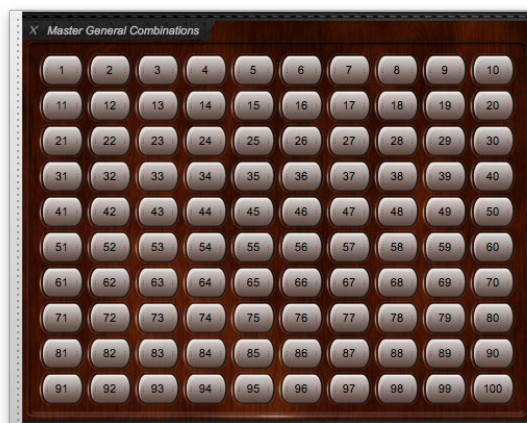 X Master General Combinations
1 2 3 4 5 6 7 8 9 10
11 12 13 14 15 16 17 18 19 20
21 22 23 24 25 26 27 28 29 30
31 32 33 34 35 36 37 38 39 40
41 42 43 44 45 46 47 48 49 50
51 52 53 54 55 56 57 58 59 60
61 62 63 64 65 66 67 68 69 70
71 72 73 74 75 76 77 78 79 80
81 82 83 84 85 86 87 88 89 90
91 92 93 94 95 96 97 98 99 100